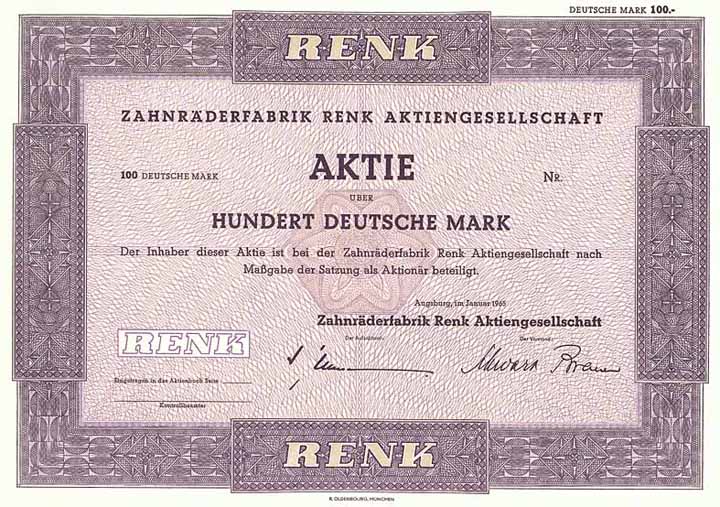 DEUTSCHE MARK 100.-
RENK
ZAHNRÄDERFABRIK RENK AKTIENGESELLSCHAFT
AKTIE
100 DEUTSCHE MARK
NR.
ÜBER
HUNDERT DEUTSCHE MARK
Der Inhaber dieser Aktie ist bei der Zahnräderfabrik Renk Aktiengesellschaft nach
Maßgabe der Satzung als Aktionär beteiligt.
Augsburg, im Januar 1965
Zahnräderfabrik Renk Aktiengesellschaft
Der Aufsichtsrat:
Der Vorstand:
RENK
Eingetragen in das Aktienbuch Seite
Kontrollbeamter
RENK
R. OLDENBOURG, MÜNCHEN